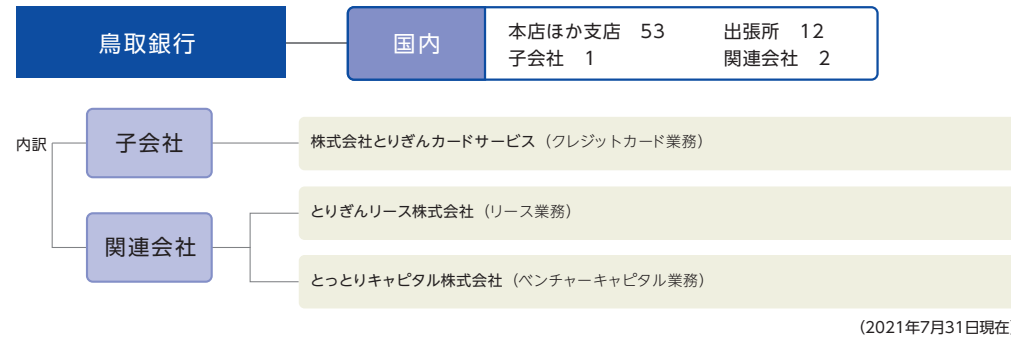 鳥取銀行
国内
本店ほか支店 53 出張所 12
子会社 1 関連会社 2
内訳
子会社
株式会社とりぎんカードサービス（クレジットカード業務）
関連会社
とりぎんリース株式会社（リース業務）
とっとりキャピタル株式会社（ベンチャーキャピタル業務）
（2021年7月31日現在）